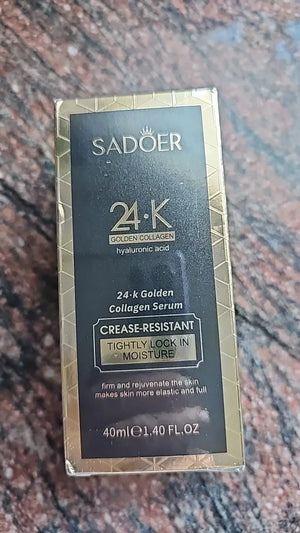 SADOER
24·K
GOLDEN COLLAGEN
hyaluronic acid
24·k Golden
Collagen Serum
CREASE-RESISTANT
TIGHTLY LOCK IN
MOISTURE
firm and rejuvenate the skin
makes skin more elastic and full
40ml℮1.40 FL.OZ